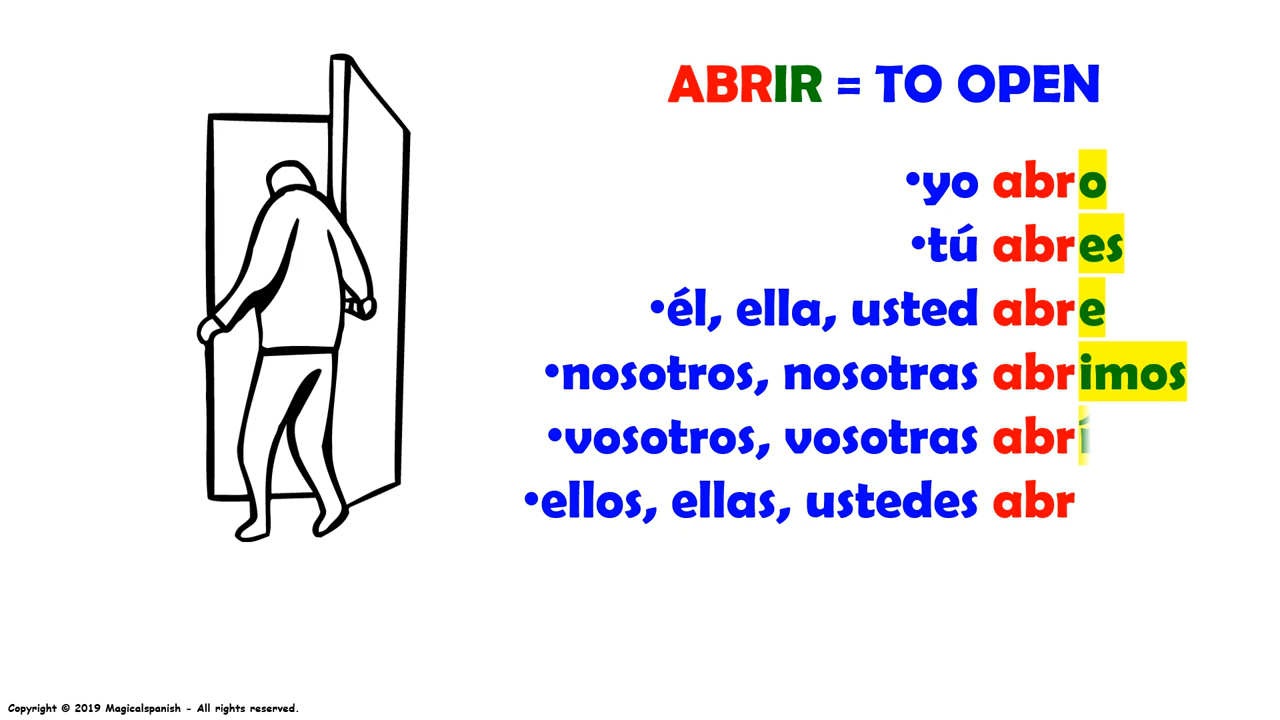 ABRIR = TO OPEN
•yo abro
•tú abres
•él, ella, usted abre
•nosotros, nosotras abrimos
•vosotros, vosotras abrí
•ellos, ellas, ustedes abr
Copyright © 2019 Magicalspanish - All rights reserved.